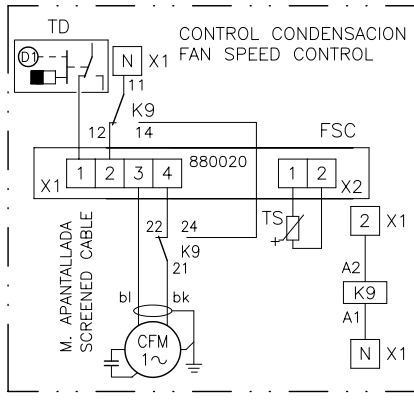 TD
CONTROL CONDENSACION
FAN SPEED CONTROL
D1
N X1
11
K9
12 14
FSC
880020
1 2 3 4
1 2
X1
X2
M. APANTALLADA
SCREENED CABLE
22 24
K9
21
TS
+
2 X1
A2
K9
A1
N X1
bl bk
CFM
1~